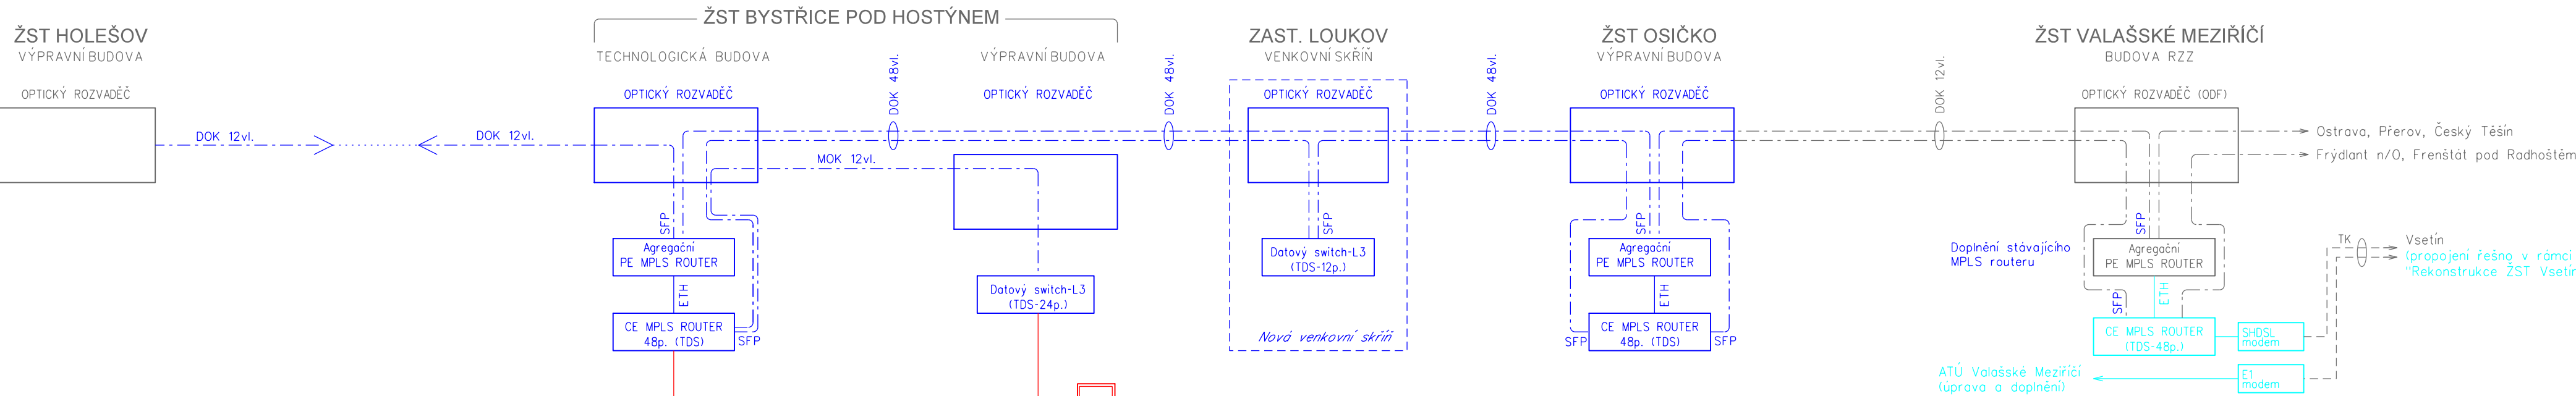 ŽST HOLEŠOV
VÝPRAVNÍ BUDOVA
OPTICKÝ ROZVADĚČ
DOK 12vl.
DOK 12vl.
ŽST BYSTŘICE POD HOSTÝNEM
TECHNOLOGICKÁ BUDOVA
OPTICKÝ ROZVADĚČ
SFP
Agregační
PE MPLS ROUTER
ETH
CE MPLS ROUTER
48p. (TDS)
SFP
DOK 48vl.
MOK 12vl.
VÝPRAVNÍ BUDOVA
OPTICKÝ ROZVADĚČ
Datový switch-L3
(TDS-24p.)
DOK 48vl.
ZAST. LOUKOV
VENKOVNÍ SKŘÍŇ
OPTICKÝ ROZVADĚČ
SFP
Datový switch-L3
(TDS-12p.)
Nová venkovní skříň
DOK 48vl.
ŽST OSIČKO
VÝPRAVNÍ BUDOVA
OPTICKÝ ROZVADĚČ
SFP
Agregační
PE MPLS ROUTER
ETH
CE MPLS ROUTER
48p. (TDS)
SFP
SFP
DOK 12vl.
ŽST VALAŠSKÉ MEZIŘÍČÍ
BUDOVA RZZ
OPTICKÝ ROZVADĚČ (ODF)
Ostrava, Přerov, Český Těšín
Frýdlant n/O, Frenštát pod Radhoštěm
SFP
Doplnění stávajícího
MPLS routeru
Agregační
PE MPLS ROUTER
SFP
ETH
CE MPLS ROUTER
(TDS-48p.)
SHDSL
modem
E1
modem
TK
Vsetín
(propojení řešno v rámci
"Rekonstrukce ŽST Vsetín
ATÚ Valašské Meziříčí
(úprava a doplnění)